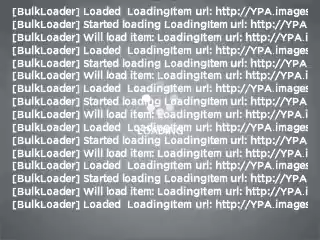 [BulkLoader] Loaded  LoadingItem url: http://YPA.images
[BulkLoader] Started loading LoadingItem url: http://YPA
[BulkLoader] Will load item: LoadingItem url: http://YPA.i
[BulkLoader] Loaded  LoadingItem url: http://YPA.images
[BulkLoader] Started loading LoadingItem url: http://YPA
[BulkLoader] Will load item: LoadingItem url: http://YPA.i
[BulkLoader] Loaded  LoadingItem url: http://YPA.images
[BulkLoader] Started loading LoadingItem url: http://YPA
[BulkLoader] Will load item: LoadingItem url: http://YPA.i
[BulkLoader] Loaded  LoadingItem url: http://YPA.images
LOADING
[BulkLoader] Started loading LoadingItem url: http://YPA
[BulkLoader] Will load item: LoadingItem url: http://YPA.i
[BulkLoader] Loaded  LoadingItem url: http://YPA.images
[BulkLoader] Started loading LoadingItem url: http://YPA
[BulkLoader] Will load item: LoadingItem url: http://YPA.i
[BulkLoader] Loaded  LoadingItem url: http://YPA.images